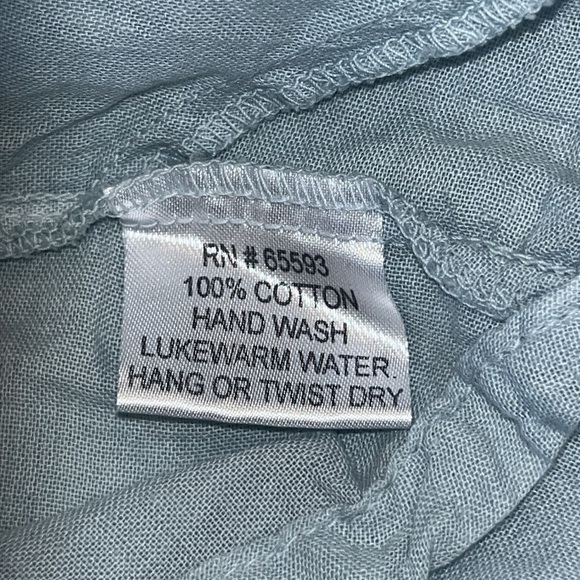 RN # 65593
100% COTTON
HAND WASH
LUKEWARM WATER.
HANG OR TWIST DRY